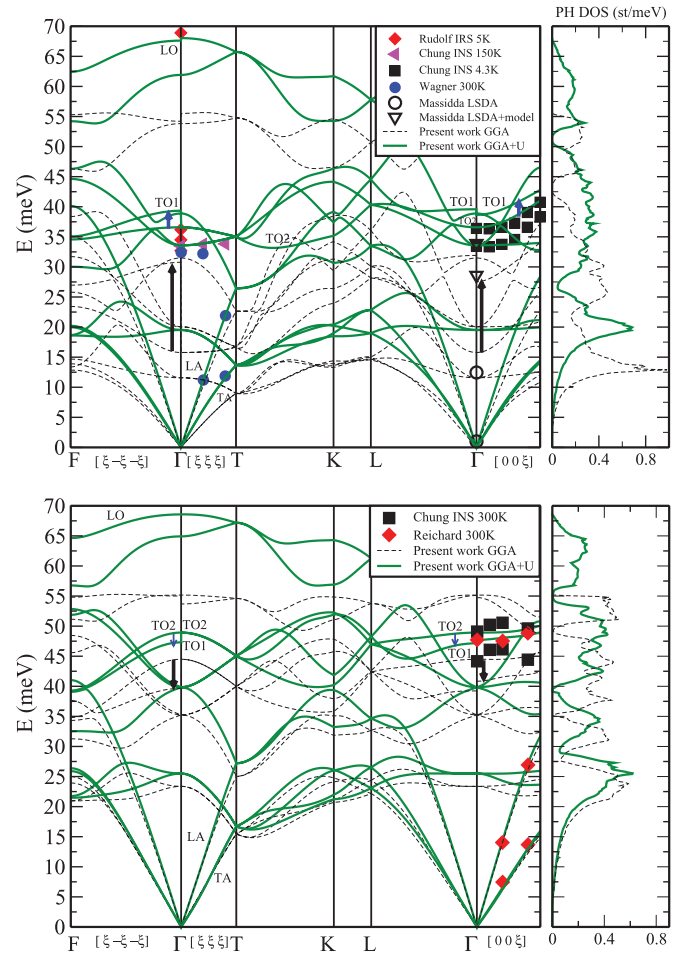 PH DOS (st/meV)
70
65
60
55
50
45
40
35
30
25
20
15
10
5
0
E (meV)
LO
TO1
TO2
LA
TA
TO1
TO1
TO2
Rudolf IRS 5K
Chung INS 150K
Chung INS 4.3K
Wagner 300K
Massidda LSDA
Massidda LSDA+model
Present work GGA
Present work GGA+U
F
[ξ-ξ-ξ]
Γ
[ξξξ]
T
K
L
Γ
[0 0 ξ]
0
0.4
0.8
70
65
60
55
50
45
40
35
30
25
20
15
10
5
0
E (meV)
LO
TO2
TO2
TO1
LA
TA
TO2
TO1
Chung INS 300K
Reichard 300K
Present work GGA
Present work GGA+U
F
[ξ-ξ-ξ]
Γ
[ξξξ]
T
K
L
Γ
[0 0 ξ]
0
0.4
0.8